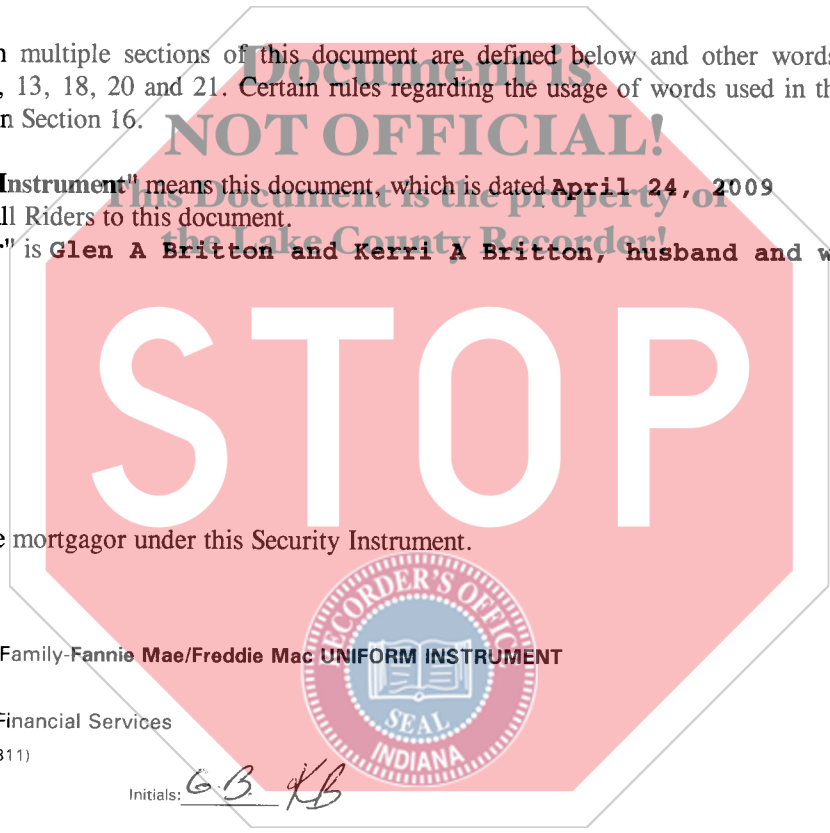 n multiple sections of this document are defined below and other words
, 13, 18, 20 and 21. Certain rules regarding the usage of words used in th
n Section 16.
Document is
NOT OFFICIAL!
Instrument" means this document, which is dated April 24, 2009
This Document is the property of
ll Riders to this document.
the Lake County Recorder!
r" is Glen A Britton and Kerri A Britton, husband and w
STOP
e mortgagor under this Security Instrument.
RECORDER'S OFFICE
Family-Fannie Mae/Freddie Mac UNIFORM INSTRUMENT
SEAL
INDIANA
Financial Services
311)
Initials: G.B. KB